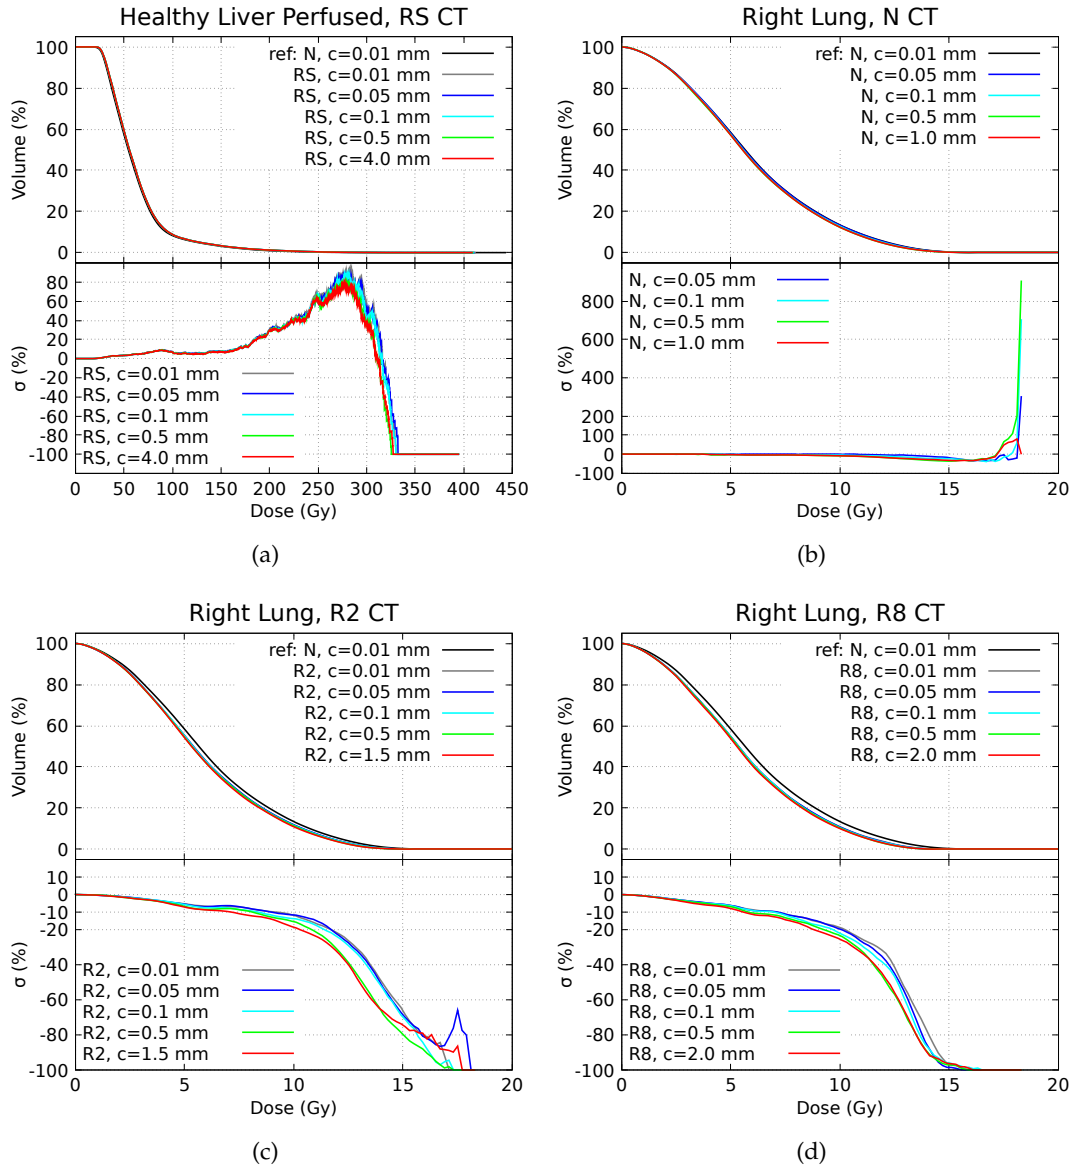 Healthy Liver Perfused, RS CT
ref: N, c=0.01 mm
RS, c=0.01 mm
RS, c=0.05 mm
RS, c=0.1 mm
RS, c=0.5 mm
RS, c=4.0 mm
Volume (%)
100
80
60
40
20
0
σ (%)
80
60
40
20
0
-20
-40
-60
-80
-100
RS, c=0.01 mm
RS, c=0.05 mm
RS, c=0.1 mm
RS, c=0.5 mm
RS, c=4.0 mm
0 50 100 150 200 250 300 350 400 450
Dose (Gy)
(a)
Right Lung, N CT
ref: N, c=0.01 mm
N, c=0.05 mm
N, c=0.1 mm
N, c=0.5 mm
N, c=1.0 mm
Volume (%)
100
80
60
40
20
0
σ (%)
800
600
400
200
100
0
-100
N, c=0.05 mm
N, c=0.1 mm
N, c=0.5 mm
N, c=1.0 mm
0 5 10 15 20
Dose (Gy)
(b)
Right Lung, R2 CT
ref: N, c=0.01 mm
R2, c=0.01 mm
R2, c=0.05 mm
R2, c=0.1 mm
R2, c=0.5 mm
R2, c=1.5 mm
Volume (%)
100
80
60
40
20
0
σ (%)
10
0
-10
-20
-40
-60
-80
-100
R2, c=0.01 mm
R2, c=0.05 mm
R2, c=0.1 mm
R2, c=0.5 mm
R2, c=1.5 mm
0 5 10 15 20
Dose (Gy)
(c)
Right Lung, R8 CT
ref: N, c=0.01 mm
R8, c=0.01 mm
R8, c=0.05 mm
R8, c=0.1 mm
R8, c=0.5 mm
R8, c=2.0 mm
Volume (%)
100
80
60
40
20
0
σ (%)
10
0
-10
-20
-40
-60
-80
-100
R8, c=0.01 mm
R8, c=0.05 mm
R8, c=0.1 mm
R8, c=0.5 mm
R8, c=2.0 mm
0 5 10 15 20
Dose (Gy)
(d)